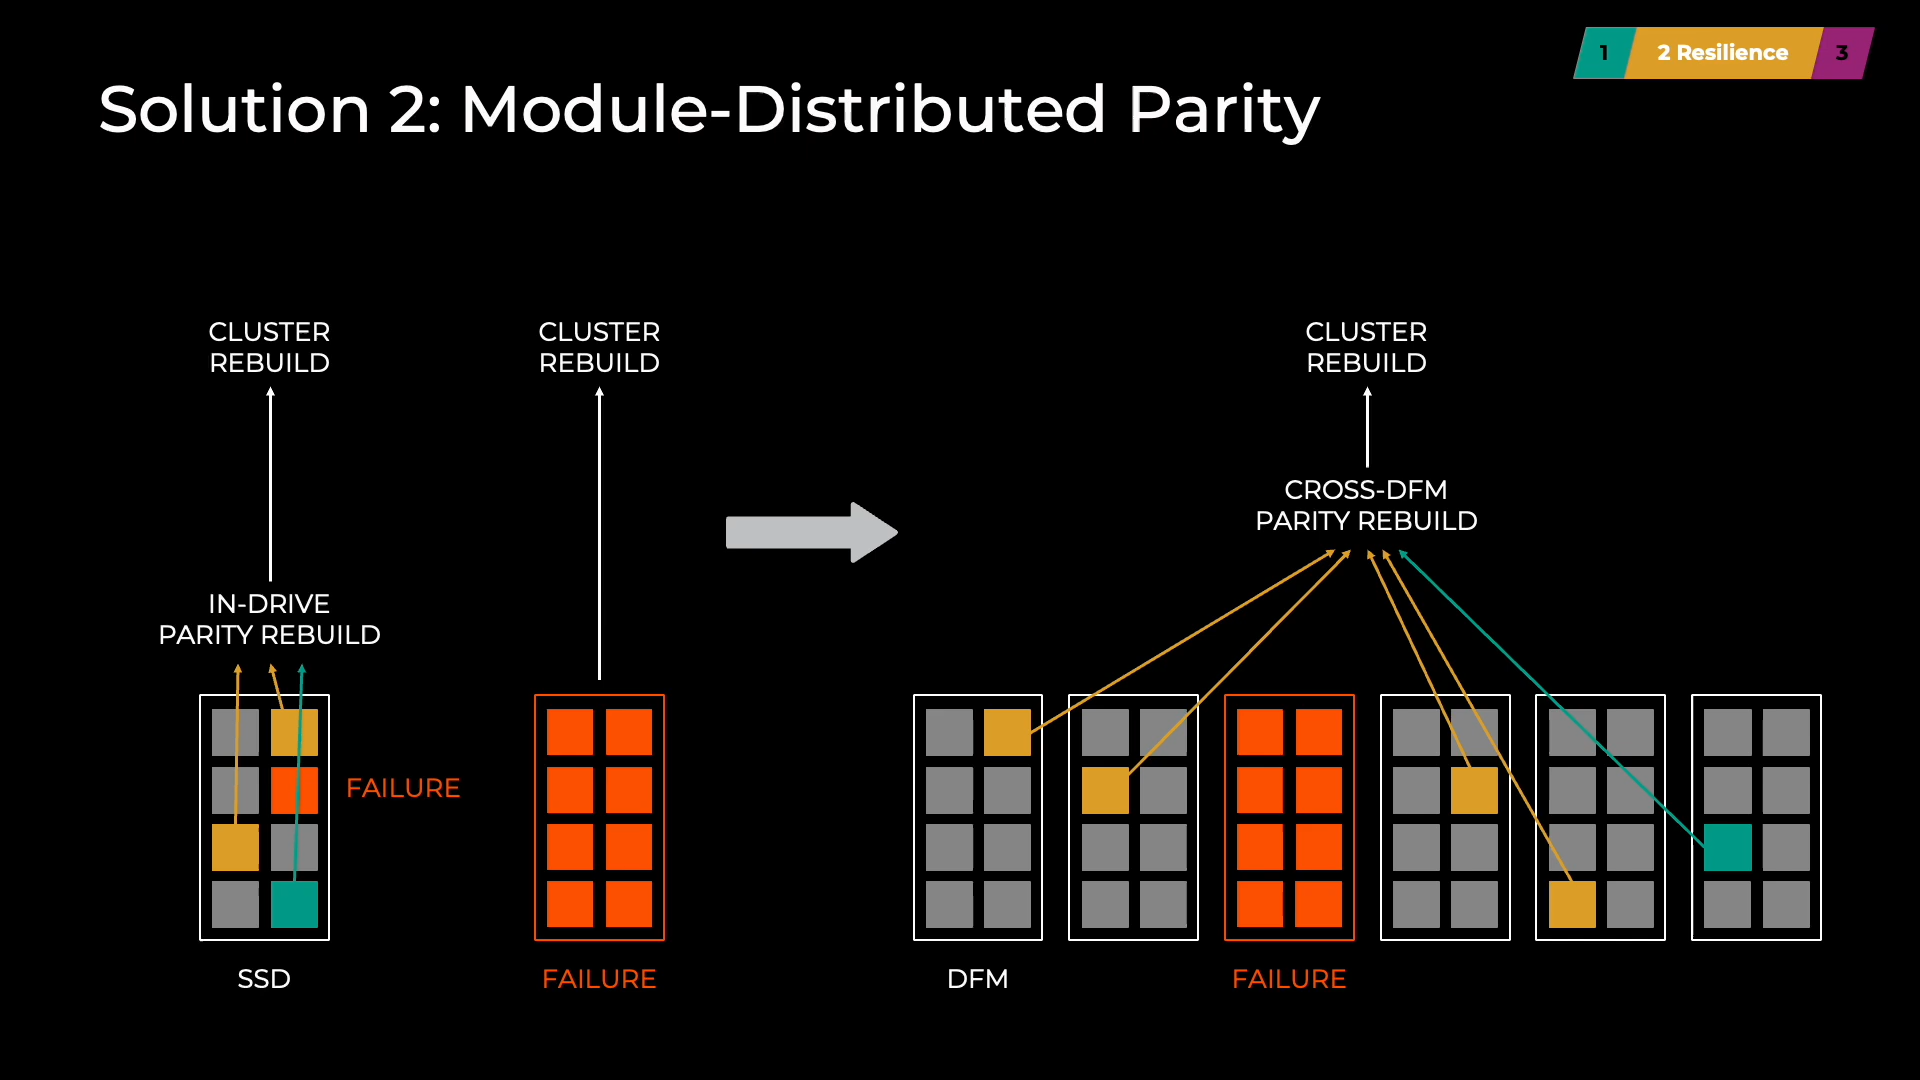 1
2 Resilience
3
Solution 2: Module-Distributed Parity
CLUSTER
REBUILD
IN-DRIVE
PARITY REBUILD
FAILURE
SSD
CLUSTER
REBUILD
FAILURE
CLUSTER
REBUILD
CROSS-DFM
PARITY REBUILD
DFM
FAILURE